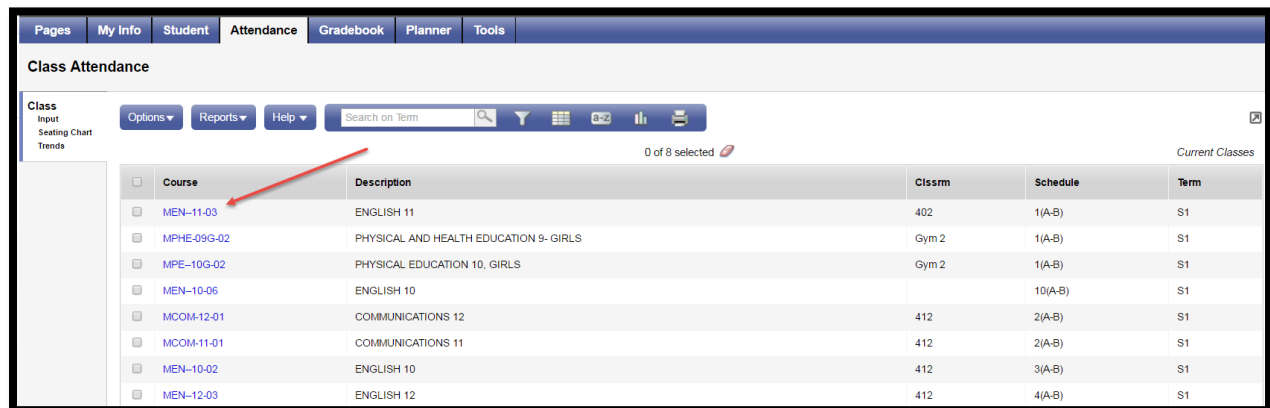 Pages My Info Student Attendance Gradebook Planner Tools
Class Attendance
Class
Input
Seating Chart
Trends
Options Reports Help Search on Term a-z
0 of 8 selected Current Classes
Course Description Clssrm Schedule Term
MEN--11-03 ENGLISH 11 402 1(A-B) S1
MPHE-09G-02 PHYSICAL AND HEALTH EDUCATION 9- GIRLS Gym 2 1(A-B) S1
MPE--10G-02 PHYSICAL EDUCATION 10, GIRLS Gym 2 1(A-B) S1
MEN--10-06 ENGLISH 10 10(A-B) S1
MCOM-12-01 COMMUNICATIONS 12 412 2(A-B) S1
MCOM-11-01 COMMUNICATIONS 11 412 2(A-B) S1
MEN--10-02 ENGLISH 10 412 3(A-B) S1
MEN--12-03 ENGLISH 12 412 4(A-B) S1